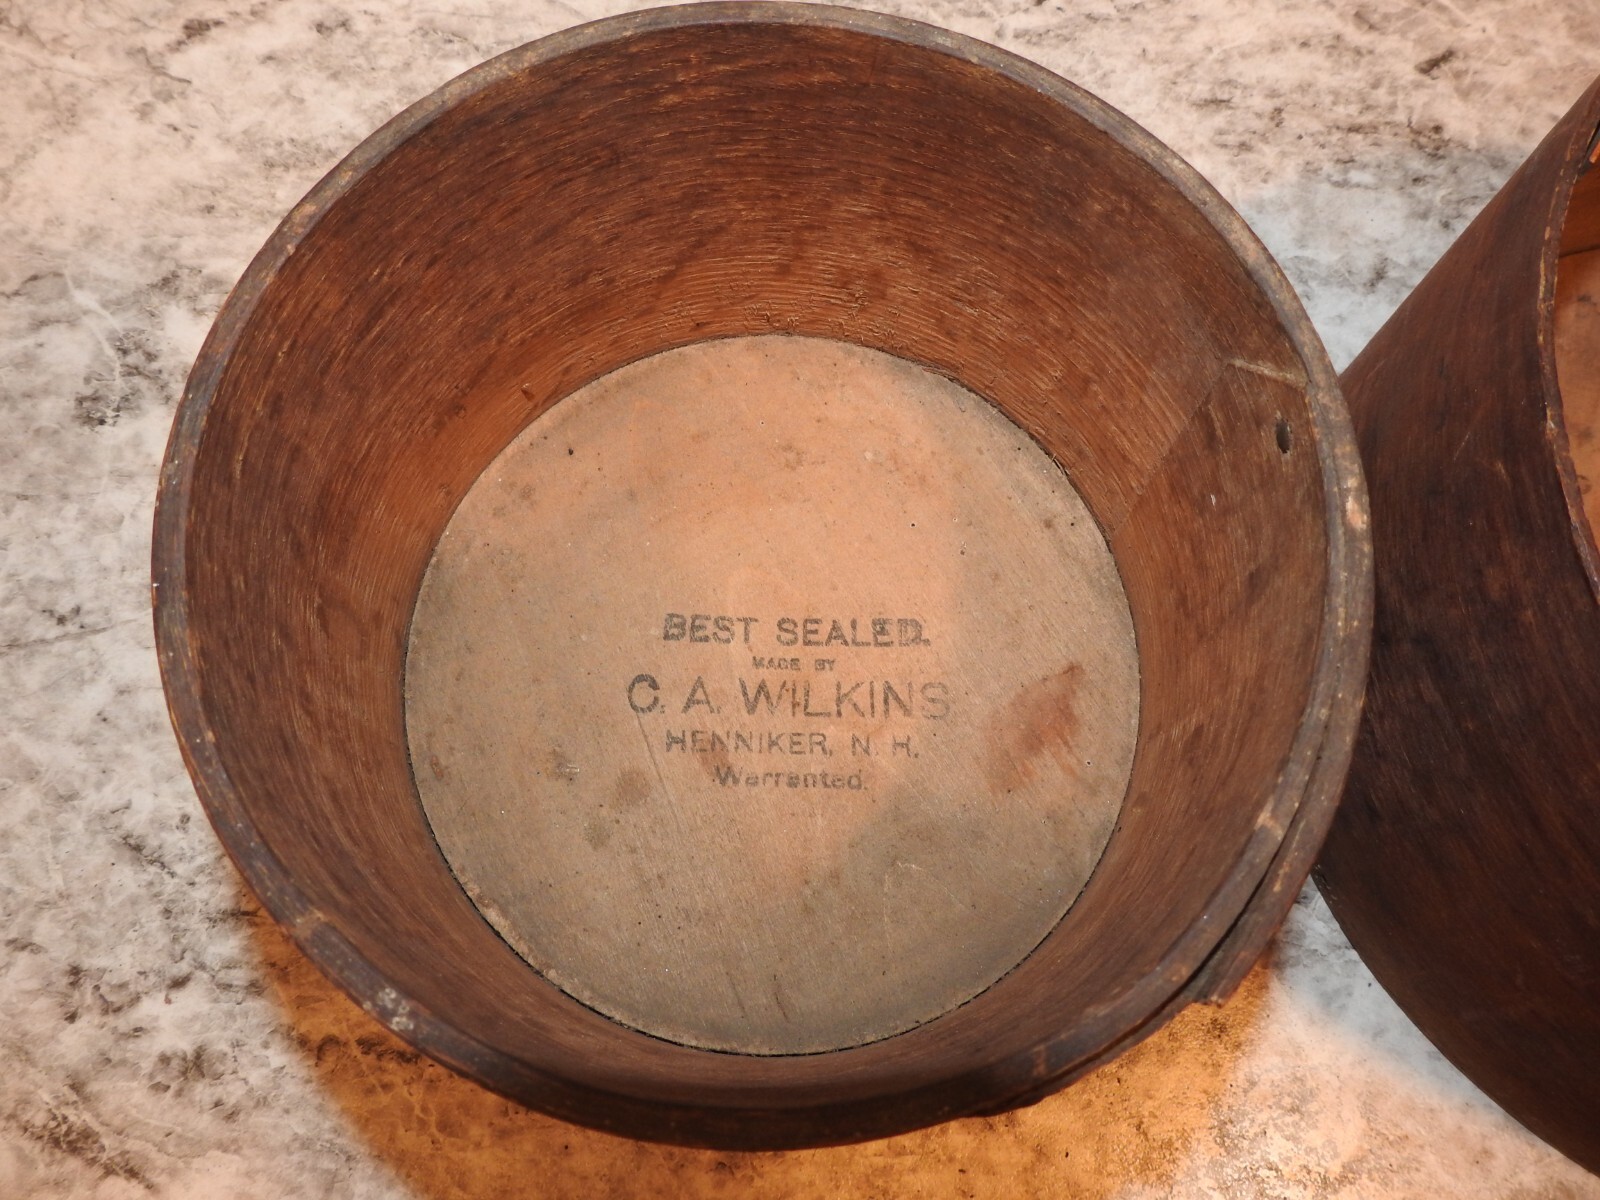 BEST SEALED.
MADE BY
C. A. WILKINS
HENNIKER, N. H.
Warranted.